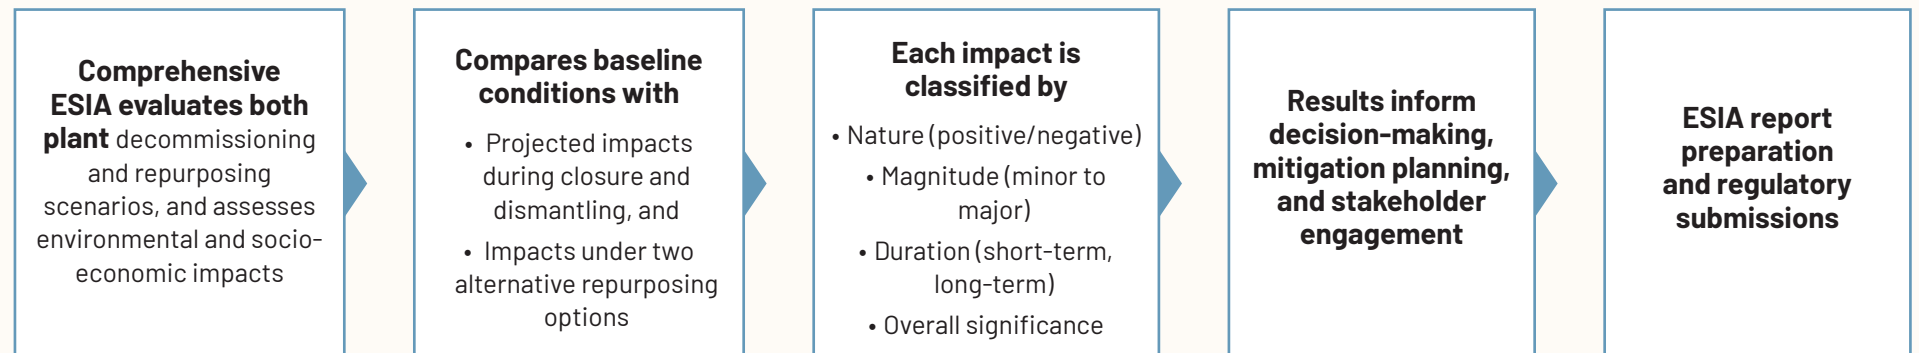 Comprehensive
ESIA evaluates both
plant decommissioning
and repurposing
scenarios, and assesses
environmental and socio-
economic impacts
Compares baseline
conditions with
• Projected impacts
during closure and
dismantling, and
• Impacts under two
alternative repurposing
options
Each impact is
classified by
• Nature (positive/negative)
• Magnitude (minor to
major)
• Duration (short-term,
long-term)
• Overall significance
Results inform
decision-making,
mitigation planning,
and stakeholder
engagement
ESIA report
preparation
and regulatory
submissions